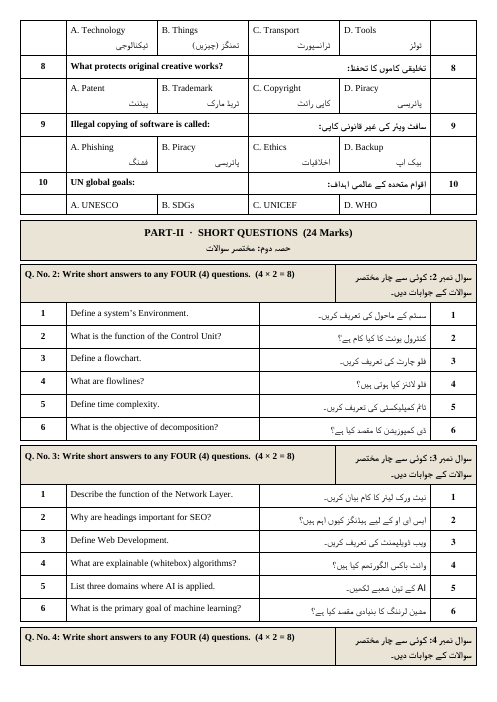 A. Technology B. Things C. Transport D. Tools
ٹیکنالوجی تھنگز (چیزیں) ٹرانسپورٹ ٹولز
8 What protects original creative works? تخلیقی کاموں کا تحفظ: 8
A. Patent B. Trademark C. Copyright D. Piracy
پیٹنٹ ٹریڈ مارک کاپی رائٹ پائریسی
9 Illegal copying of software is called: سافٹ ویئر کی غیر قانونی کاپی: 9
A. Phishing B. Piracy C. Ethics D. Backup
فشنگ پائریسی اخلاقیات بیک اپ
10 UN global goals: اقوام متحدہ کے عالمی اہداف: 10
A. UNESCO B. SDGs C. UNICEF D. WHO
PART-II · SHORT QUESTIONS (24 Marks)
حصہ دوم: مختصر سوالات
Q. No. 2: Write short answers to any FOUR (4) questions. (4 × 2 = 8) سوال نمبر 2: کوئی سے چار مختصر
سوالات کے جوابات دیں۔
1 Define a system's Environment. سسٹم کے ماحول کی تعریف کریں۔ 1
2 What is the function of the Control Unit? کنٹرول یونٹ کا کیا کام ہے؟ 2
3 Define a flowchart. فلو چارٹ کی تعریف کریں۔ 3
4 What are flowlines? فلو لائنز کیا ہوتی ہیں؟ 4
5 Define time complexity. ٹائم کمپلیکسٹی کی تعریف کریں۔ 5
6 What is the objective of decomposition? ڈی کمپوزیشن کا مقصد کیا ہے؟ 6
Q. No. 3: Write short answers to any FOUR (4) questions. (4 × 2 = 8) سوال نمبر 3: کوئی سے چار مختصر
سوالات کے جوابات دیں۔
1 Describe the function of the Network Layer. نیٹ ورک لیئر کا کام بیان کریں۔ 1
2 Why are headings important for SEO? ایس ای او کے لیے ہیڈنگز کیوں اہم ہیں؟ 2
3 Define Web Development. ویب ڈویلپمنٹ کی تعریف کریں۔ 3
4 What are explainable (whitebox) algorithms? وائٹ باکس الگورتھم کیا ہیں؟ 4
5 List three domains where AI is applied. AI کے تین شعبے لکھیں۔ 5
6 What is the primary goal of machine learning? مشین لرننگ کا بنیادی مقصد کیا ہے؟ 6
Q. No. 4: Write short answers to any FOUR (4) questions. (4 × 2 = 8) سوال نمبر 4: کوئی سے چار مختصر
سوالات کے جوابات دیں۔